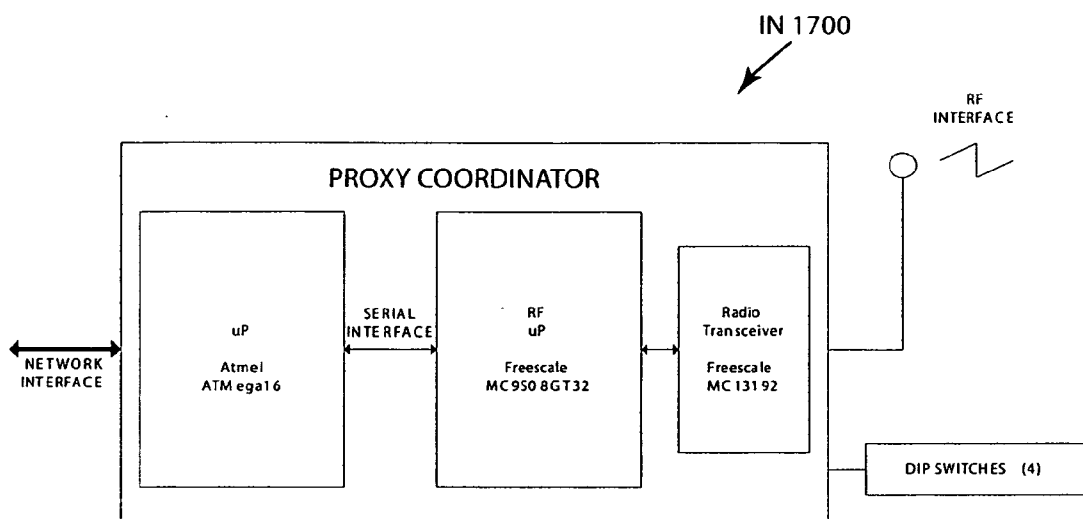 IN 1700
RF
INTERFACE
PROXY COORDINATOR
uP
Atmel
ATMega16
SERIAL
INTERFACE
RF
uP
Freescale
MC9S08GT32
Radio
Transceiver
Freescale
MC13192
NETWORK
INTERFACE
DIP SWITCHES (4)